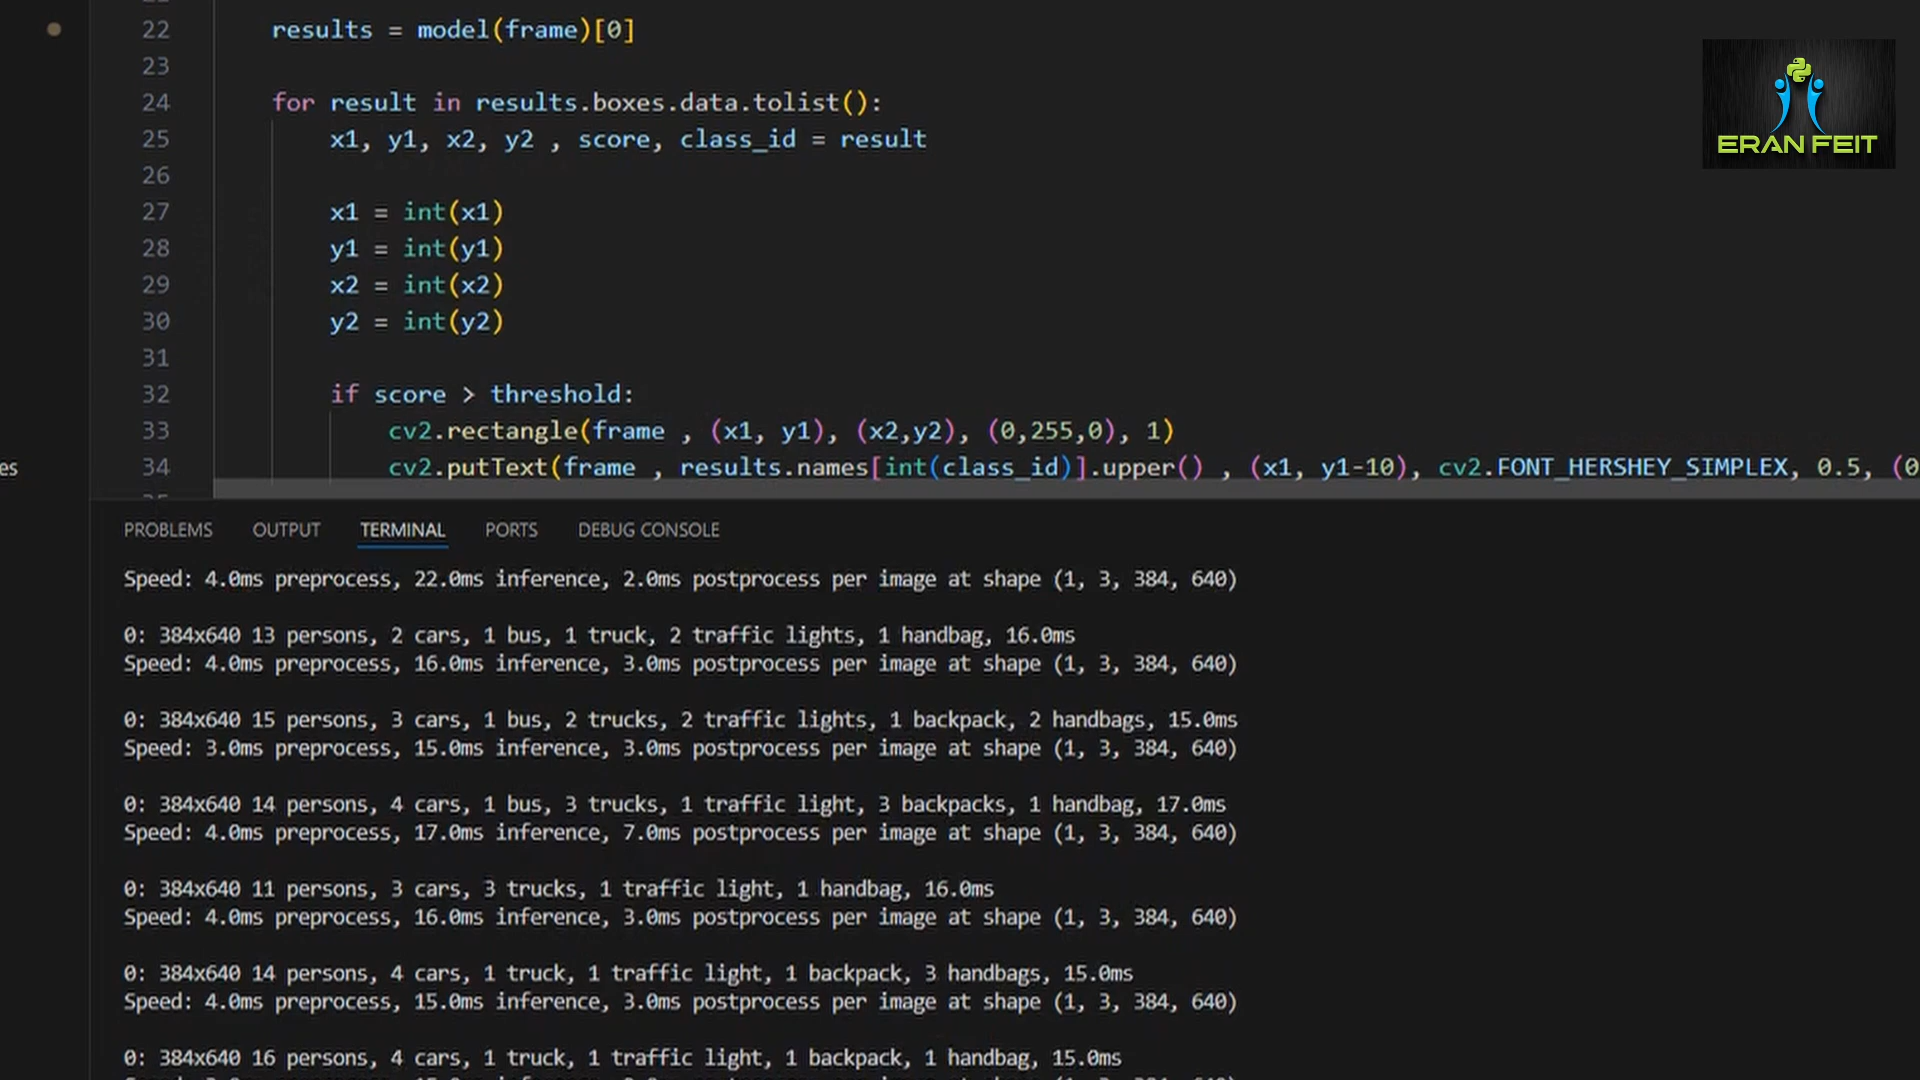 22 results = model(frame)[0]
23
24 for result in results.boxes.data.tolist():
25 x1, y1, x2, y2 , score, class_id = result
26
27 x1 = int(x1)
28 y1 = int(y1)
29 x2 = int(x2)
30 y2 = int(y2)
31
32 if score > threshold:
33 cv2.rectangle(frame , (x1, y1), (x2,y2), (0,255,0), 1)
34 cv2.putText(frame , results.names[int(class_id)].upper() , (x1, y1-10), cv2.FONT_HERSHEY_SIMPLEX, 0.5, (0
ERAN FEIT
es
PROBLEMS OUTPUT TERMINAL PORTS DEBUG CONSOLE
Speed: 4.0ms preprocess, 22.0ms inference, 2.0ms postprocess per image at shape (1, 3, 384, 640)
0: 384x640 13 persons, 2 cars, 1 bus, 1 truck, 2 traffic lights, 1 handbag, 16.0ms
Speed: 4.0ms preprocess, 16.0ms inference, 3.0ms postprocess per image at shape (1, 3, 384, 640)
0: 384x640 15 persons, 3 cars, 1 bus, 2 trucks, 2 traffic lights, 1 backpack, 2 handbags, 15.0ms
Speed: 3.0ms preprocess, 15.0ms inference, 3.0ms postprocess per image at shape (1, 3, 384, 640)
0: 384x640 14 persons, 4 cars, 1 bus, 3 trucks, 1 traffic light, 3 backpacks, 1 handbag, 17.0ms
Speed: 4.0ms preprocess, 17.0ms inference, 7.0ms postprocess per image at shape (1, 3, 384, 640)
0: 384x640 11 persons, 3 cars, 3 trucks, 1 traffic light, 1 handbag, 16.0ms
Speed: 4.0ms preprocess, 16.0ms inference, 3.0ms postprocess per image at shape (1, 3, 384, 640)
0: 384x640 14 persons, 4 cars, 1 truck, 1 traffic light, 1 backpack, 3 handbags, 15.0ms
Speed: 4.0ms preprocess, 15.0ms inference, 3.0ms postprocess per image at shape (1, 3, 384, 640)
0: 384x640 16 persons, 4 cars, 1 truck, 1 traffic light, 1 backpack, 1 handbag, 15.0ms